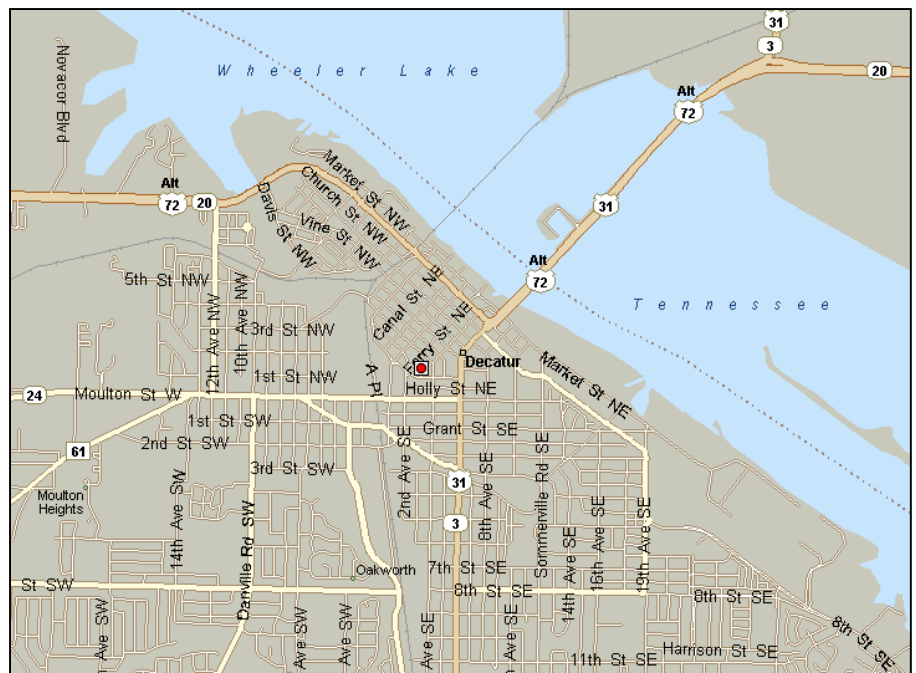 31
3
20
Wheeler Lake
Novacor Blvd
Alt
72
Market St NW
Church St NW
Alt
72
20
Davis St NW
Vine St NW
31
Alt
72
5th St NW
Canal St NE
Tennessee
12th Ave NW
10th Ave NW
3rd St NW
Ferry St NE
Decatur
1st St NW
A Pl
Market St NE
24
Moulton St W
Holly St NE
1st St SW
Grant St SE
61
2nd St SW
2nd Ave SE
3rd St SW
8th Ave SE
Sommerville Rd SE
31
Moulton
Heights
14th Ave SW
Danville Rd SW
3
14th Ave SE
16th Ave SE
19th Ave SE
Oakworth
7th St SE
St SW
8th St SE
8th St SE
8th St SE
Ave SW
Ave SW
Ave SW
Ave SE
Ave SE
Harrison St SE
11th St SE